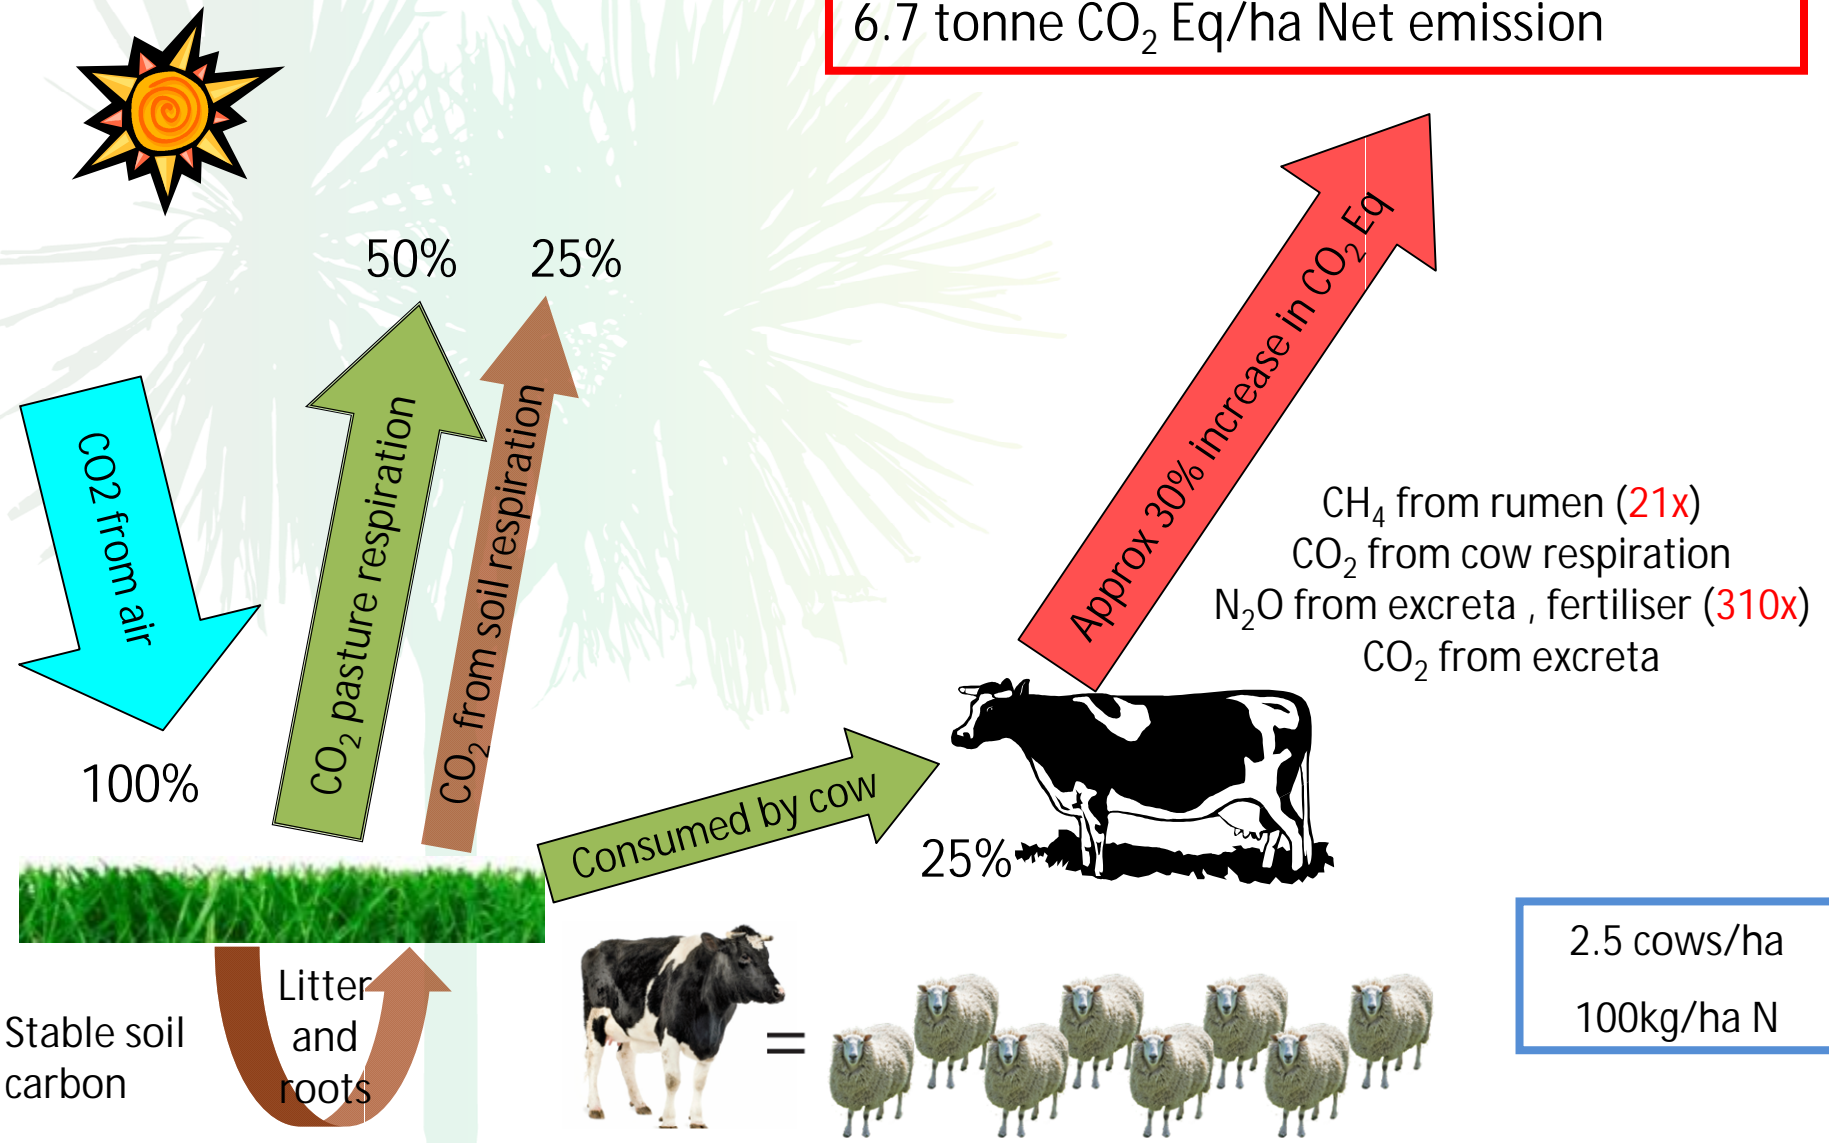 6.7 tonne CO₂ Eq/ha Net emission
50%
25%
CO2 from air
100%
CO₂ pasture respiration
CO₂ from soil respiration
Approx 30% increase in CO₂ Eq
CH₄ from rumen (21x)
CO₂ from cow respiration
N₂O from excreta , fertiliser (310x)
CO₂ from excreta
Consumed by cow
25%
2.5 cows/ha
100kg/ha N
Litter
and
roots
Stable soil
carbon
=